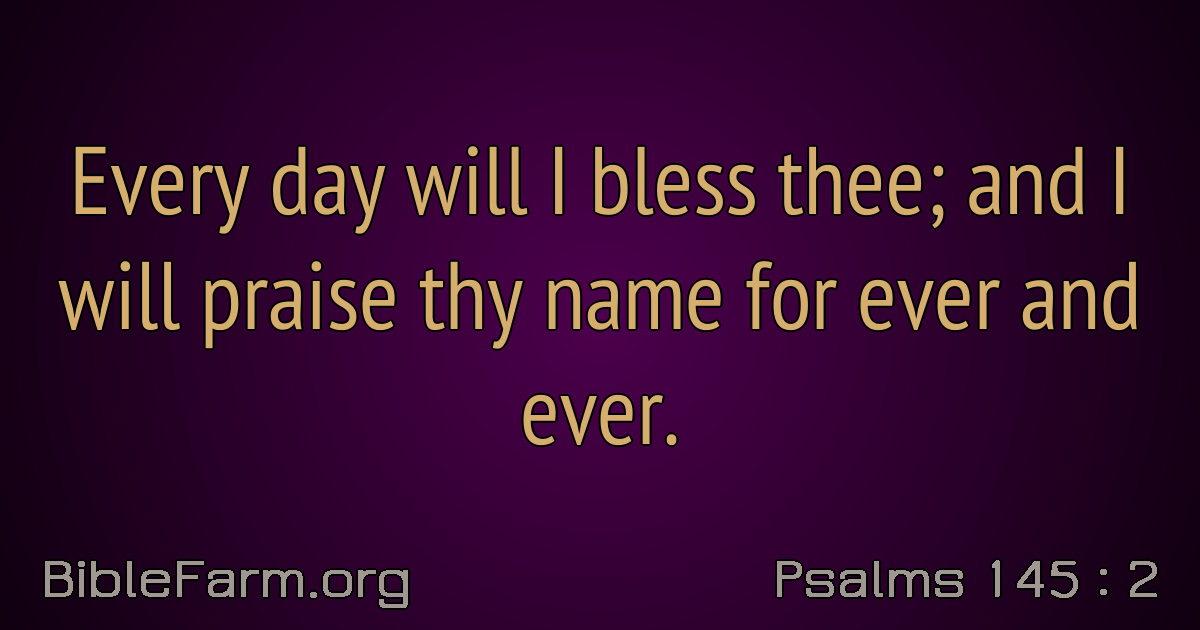 Every day will I bless thee; and I
will praise thy name for ever and
ever.
BibleFarm.org
Psalms 145 : 2